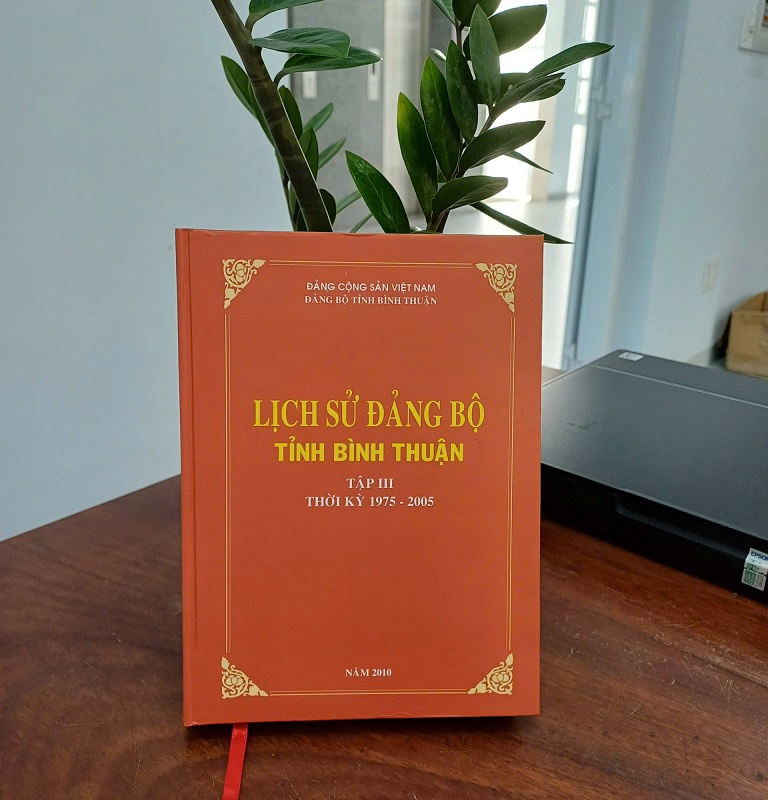 ĐẢNG CỘNG SẢN VIỆT NAM
ĐẢNG BỘ TỈNH BÌNH THUẬN
LỊCH SỬ ĐẢNG BỘ
TỈNH BÌNH THUẬN
TẬP III
THỜI KỲ 1975 - 2005
NĂM 2010
EPSON